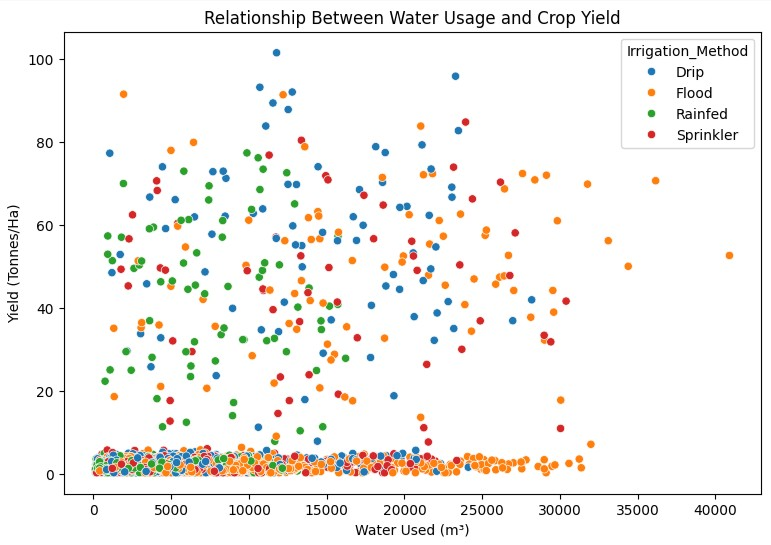 Relationship Between Water Usage and Crop Yield
Irrigation_Method
Drip
Flood
Rainfed
Sprinkler
Yield (Tonnes/Ha)
100
80
60
40
20
0
0 5000 10000 15000 20000 25000 30000 35000 40000
Water Used (m³)